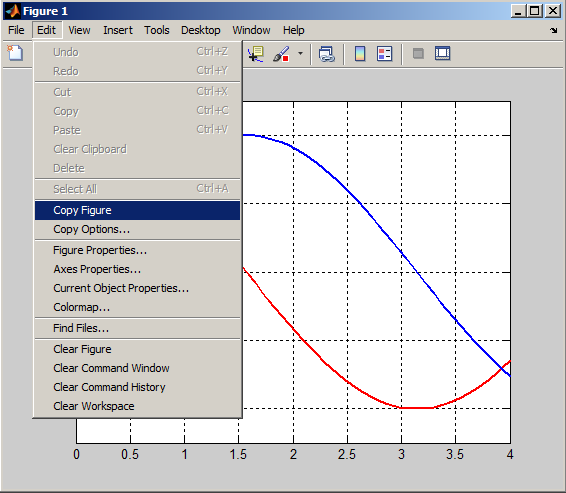 Figure 1
File Edit View Insert Tools Desktop Window Help
Undo Ctrl+Z
Redo Ctrl+Y
Cut Ctrl+X
Copy Ctrl+C
Paste Ctrl+V
Clear Clipboard
Delete
Select All Ctrl+A
Copy Figure
Copy Options...
Figure Properties...
Axes Properties...
Current Object Properties...
Colormap...
Find Files...
Clear Figure
Clear Command Window
Clear Command History
Clear Workspace
0 0.5 1 1.5 2 2.5 3 3.5 4